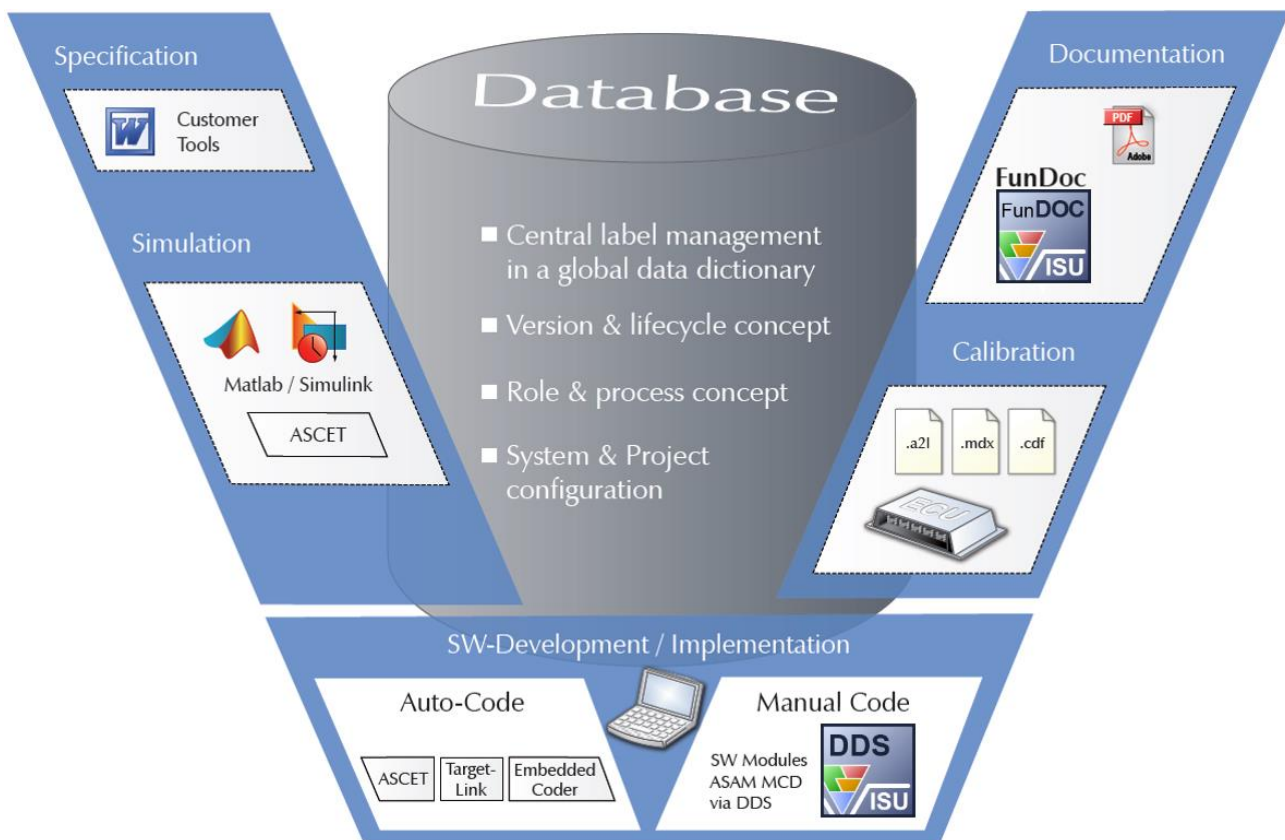 Specification
W
Customer
Tools
Simulation
Matlab / Simulink
ASCET
Database
Central label management
in a global data dictionary
Version & lifecycle concept
Role & process concept
System & Project
configuration
Documentation
PDF
Adobe
FunDoc
FunDOC
ISU
Calibration
.a2l
.mdx
.cdf
ECU
SW-Development / Implementation
Auto-Code
ASCET
Target-
Link
Embedded
Coder
Manual Code
SW Modules
ASAM MCD
via DDS
DDS
ISU